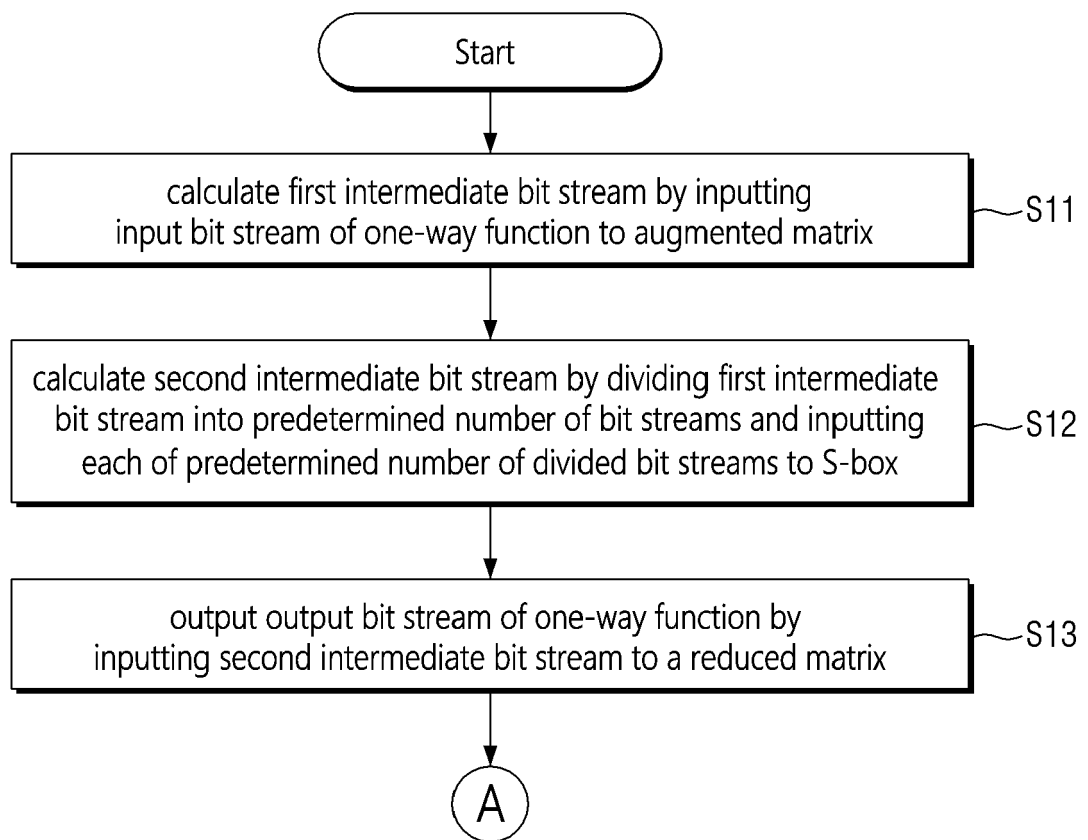 Start
calculate first intermediate bit stream by inputting
input bit stream of one-way function to augmented matrix
S11
calculate second intermediate bit stream by dividing first intermediate
bit stream into predetermined number of bit streams and inputting
each of predetermined number of divided bit streams to S-box
S12
output output bit stream of one-way function by
inputting second intermediate bit stream to a reduced matrix
S13
A